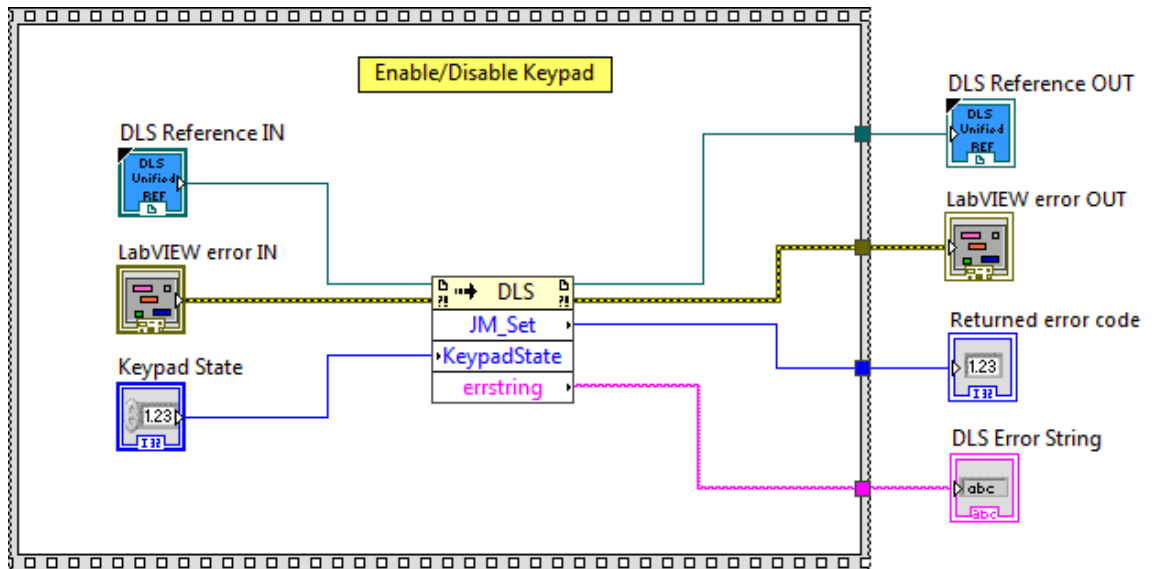 Enable/Disable Keypad
DLS Reference IN
DLS
Unified
REF
LabVIEW error IN
Keypad State
1.23
I32
?! DLS ?!
JM_Set
KeypadState
errstring
DLS Reference OUT
DLS
Unified
REF
LabVIEW error OUT
Returned error code
1.23
I32
DLS Error String
abc
abc